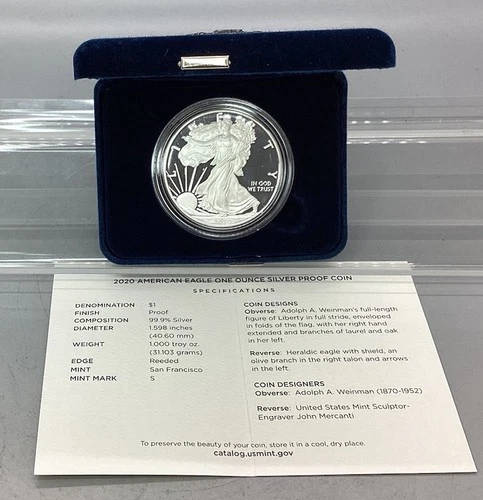 LIBERTY
IN GOD
WE TRUST
2020 AMERICAN EAGLE ONE OUNCE SILVER PROOF COIN
SPECIFICATIONS
DENOMINATION $1
FINISH Proof
COMPOSITION 99.9% Silver
DIAMETER 1.598 inches
(40.60 mm)
WEIGHT 1.000 troy oz.
(31.103 grams)
EDGE Reeded
MINT San Francisco
MINT MARK S
COIN DESIGNS
Obverse: Adolph A. Weinman's full-length
figure of Liberty in full stride, enveloped
in folds of the flag, with her right hand
extended and branches of laurel and oak
in her left.
Reverse: Heraldic eagle with shield, an
olive branch in the right talon and arrows
in the left.
COIN DESIGNERS
Obverse: Adolph A. Weinman (1870-1952)
Reverse: United States Mint Sculptor-
Engraver John Mercanti
To preserve the beauty of your coin, store it in a cool, dry place.
catalog.usmint.gov